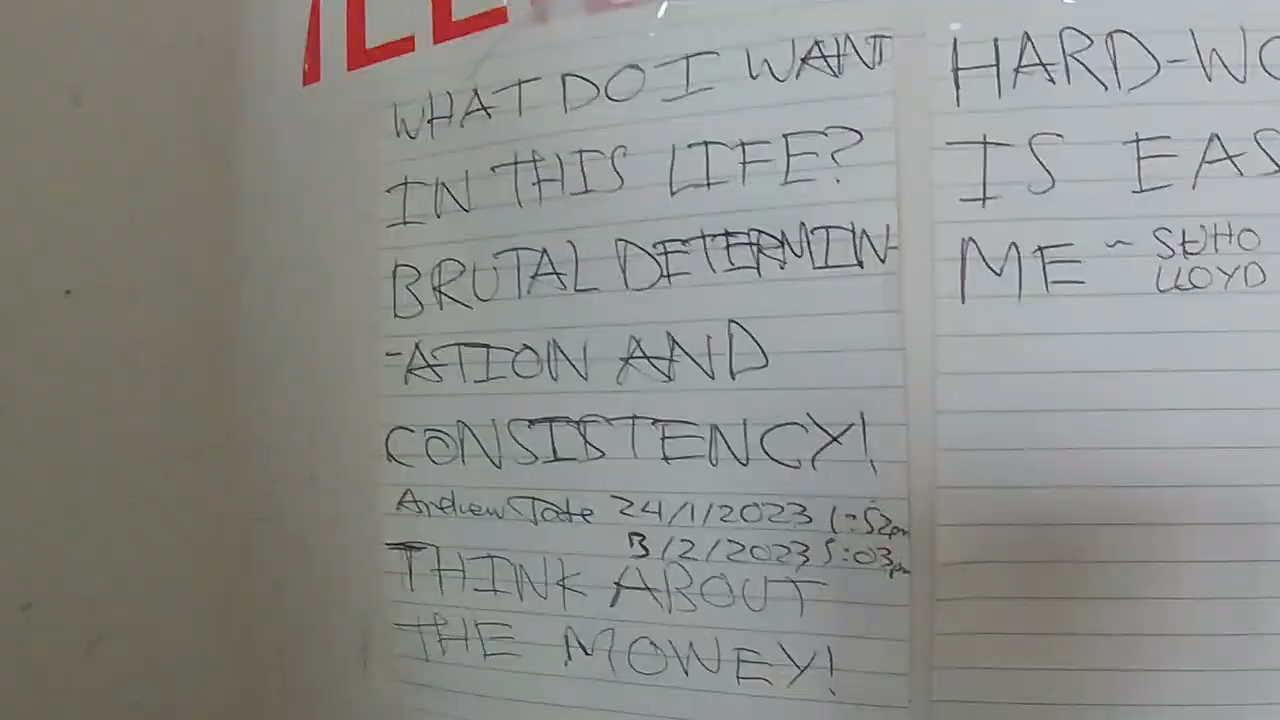 WHAT DO I WANT
IN THIS LIFE?
BRUTAL DETERMIN-
-ATION AND
CONSISTENCY!
Andrew Tate 24/1/2023 1:52pm
3/2/2023 5:03pm
THINK ABOUT
THE MONEY!
HARD-WO
IS EAS
ME ~ SEHO
LLOYD